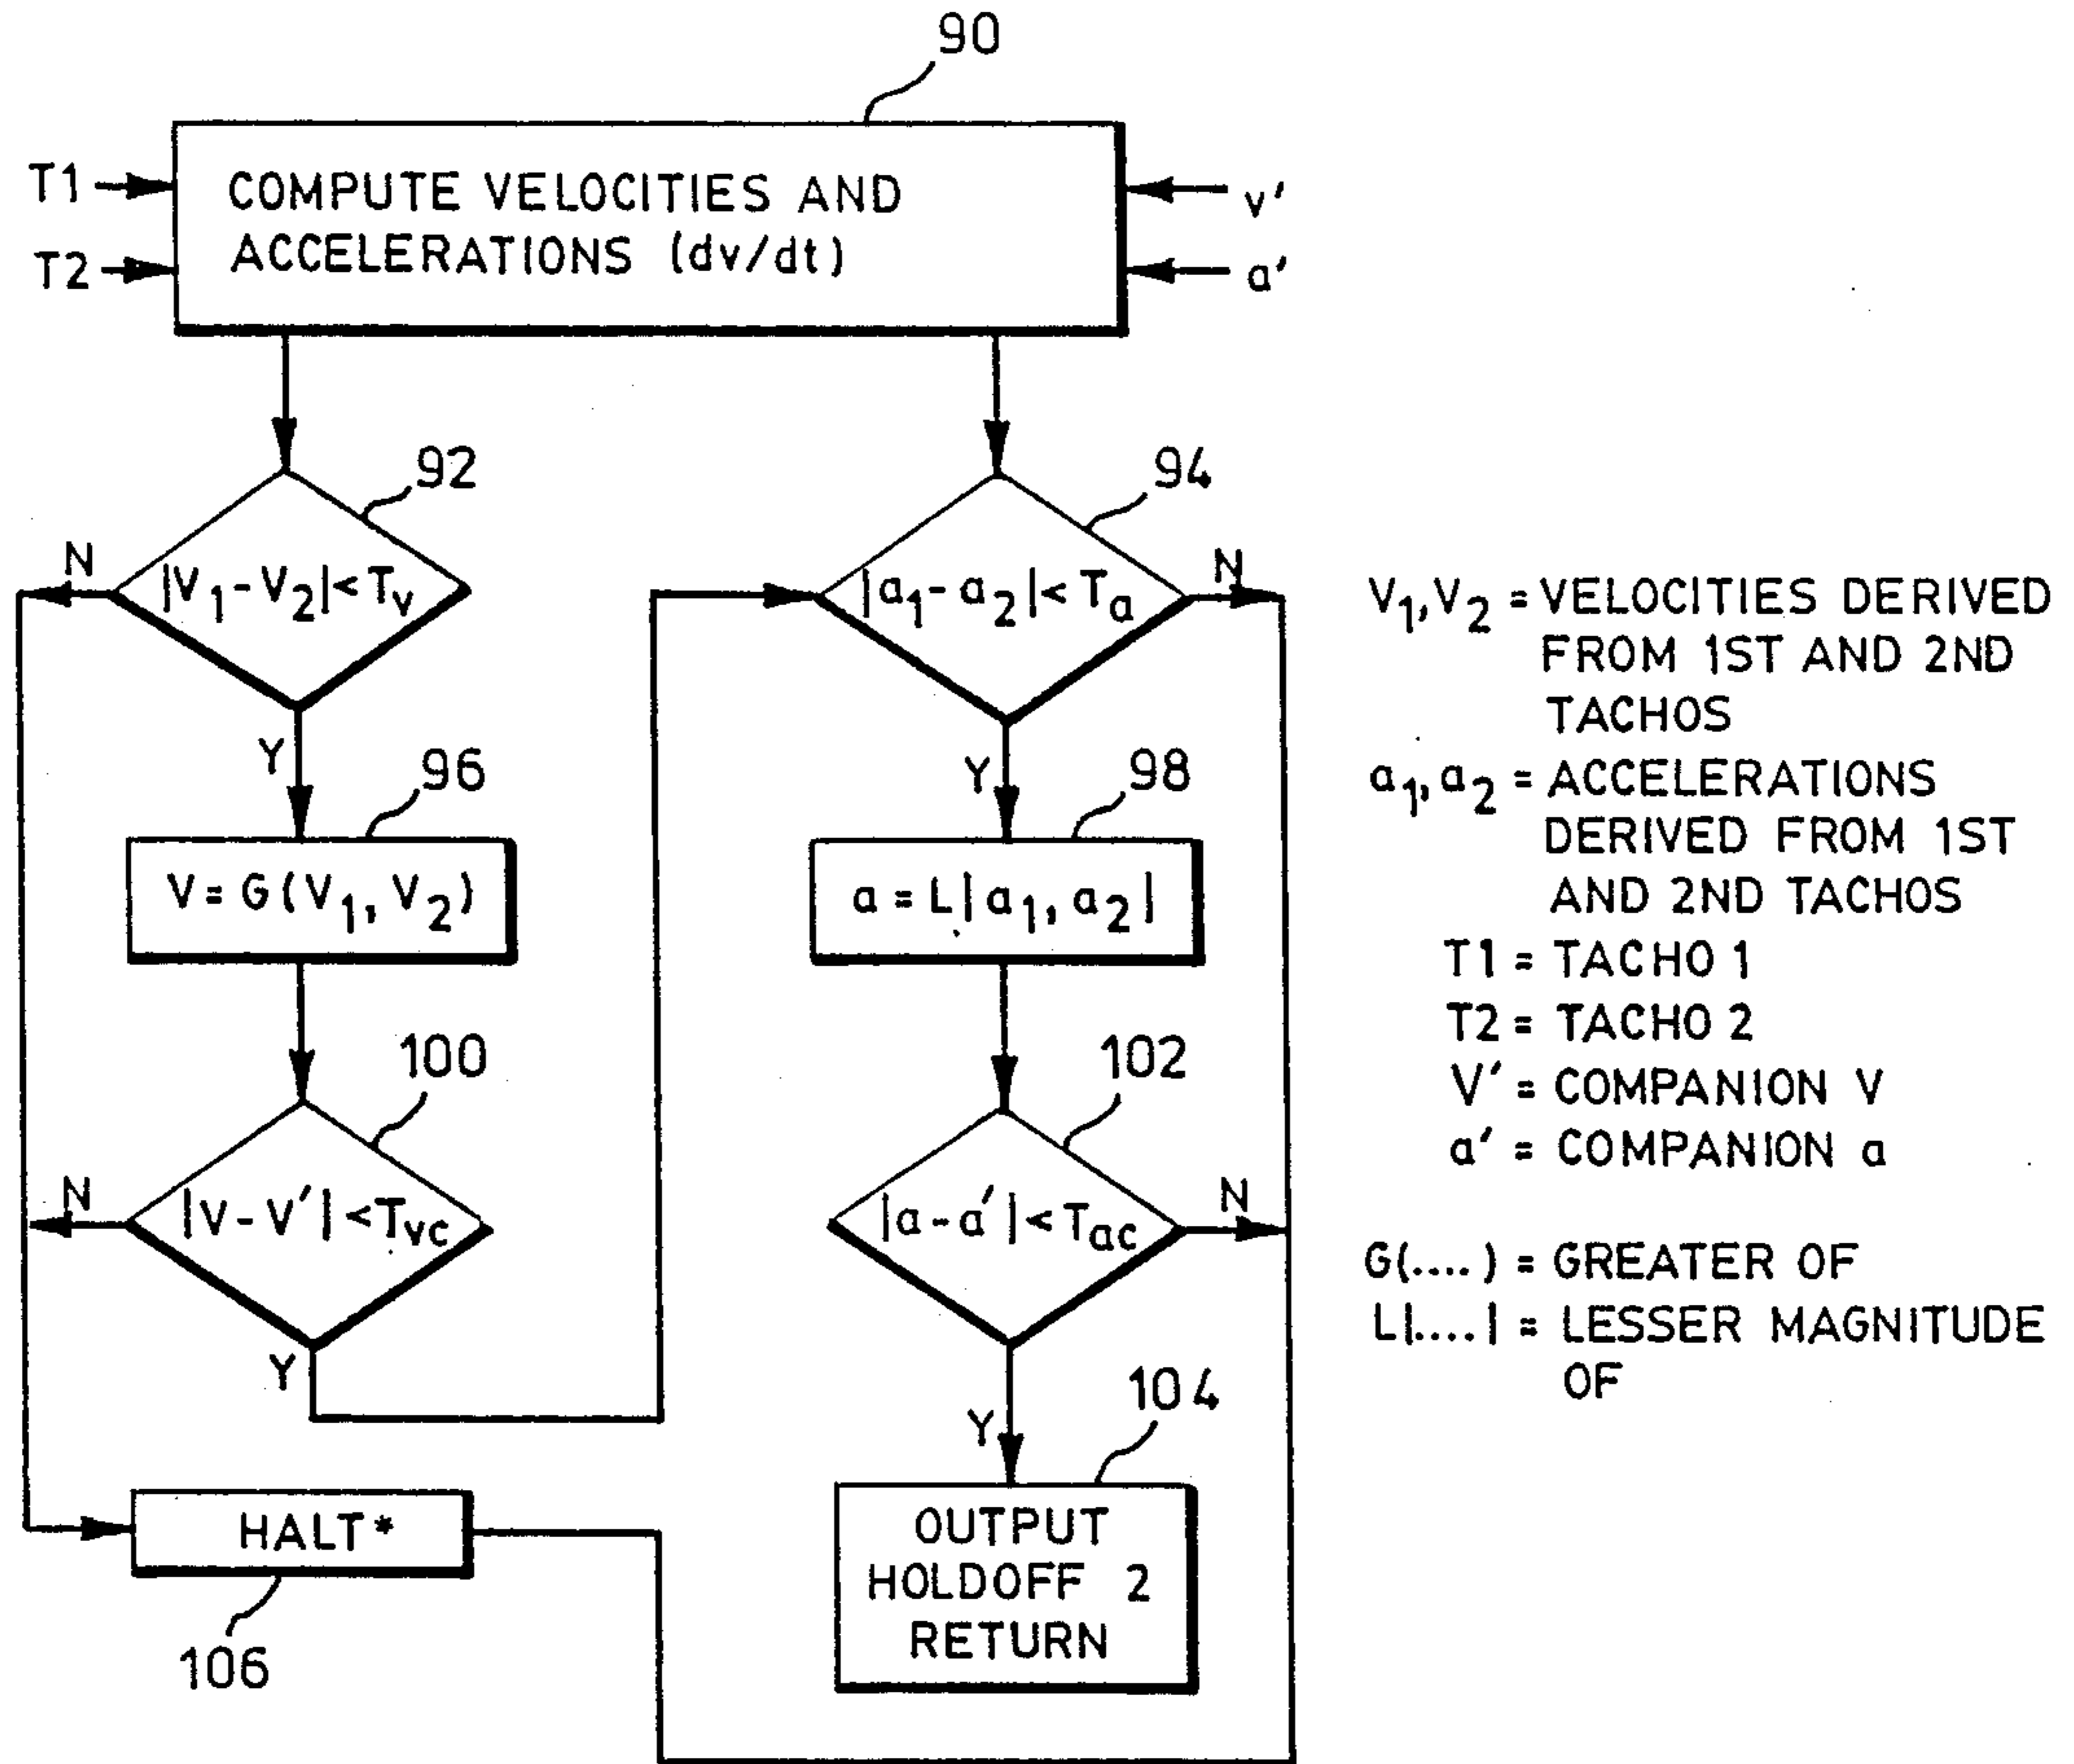 90
T1
T2
COMPUTE VELOCITIES AND
ACCELERATIONS (dv/dt)
v'
a'
92
N
|V₁-V₂|<Tᵥ
Y
96
V=G(V₁,V₂)
100
N
|V-V'|<T_VC
Y
HALT*
106
94
N
|a₁-a₂|<Tₐ
Y
98
a=L|a₁,a₂|
102
N
|a-a'|<T_ac
Y
104
OUTPUT
HOLDOFF 2
RETURN
V₁,V₂ = VELOCITIES DERIVED
FROM 1ST AND 2ND
TACHOS
a₁,a₂ = ACCELERATIONS
DERIVED FROM 1ST
AND 2ND TACHOS
T1 = TACHO 1
T2 = TACHO 2
V' = COMPANION V
a' = COMPANION a
G(....) = GREATER OF
L|....| = LESSER MAGNITUDE
OF